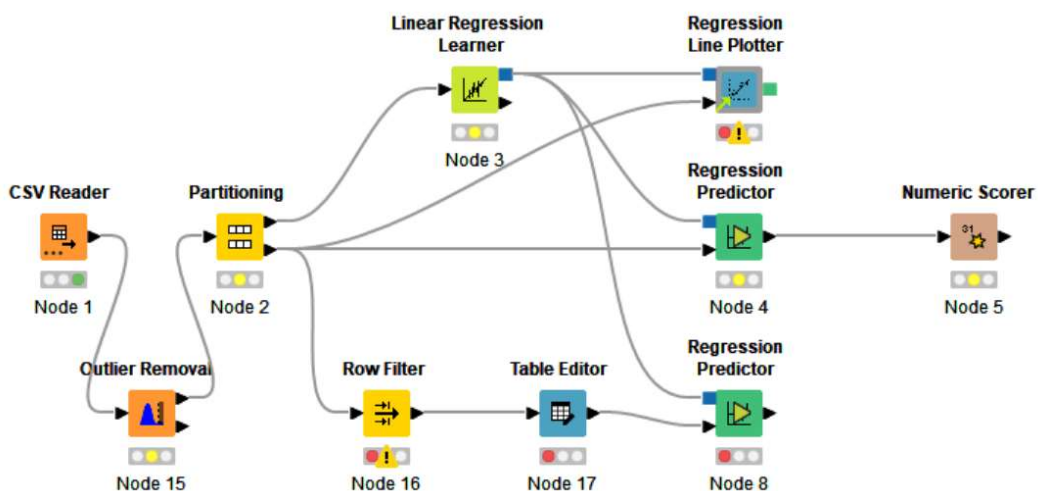 Linear Regression
Learner
Node 3
Regression
Line Plotter
CSV Reader
Node 1
Partitioning
Node 2
Regression
Predictor
Node 4
Numeric Scorer
31
Node 5
Outlier Removal
Node 15
Row Filter
Node 16
Table Editor
Node 17
Regression
Predictor
Node 8